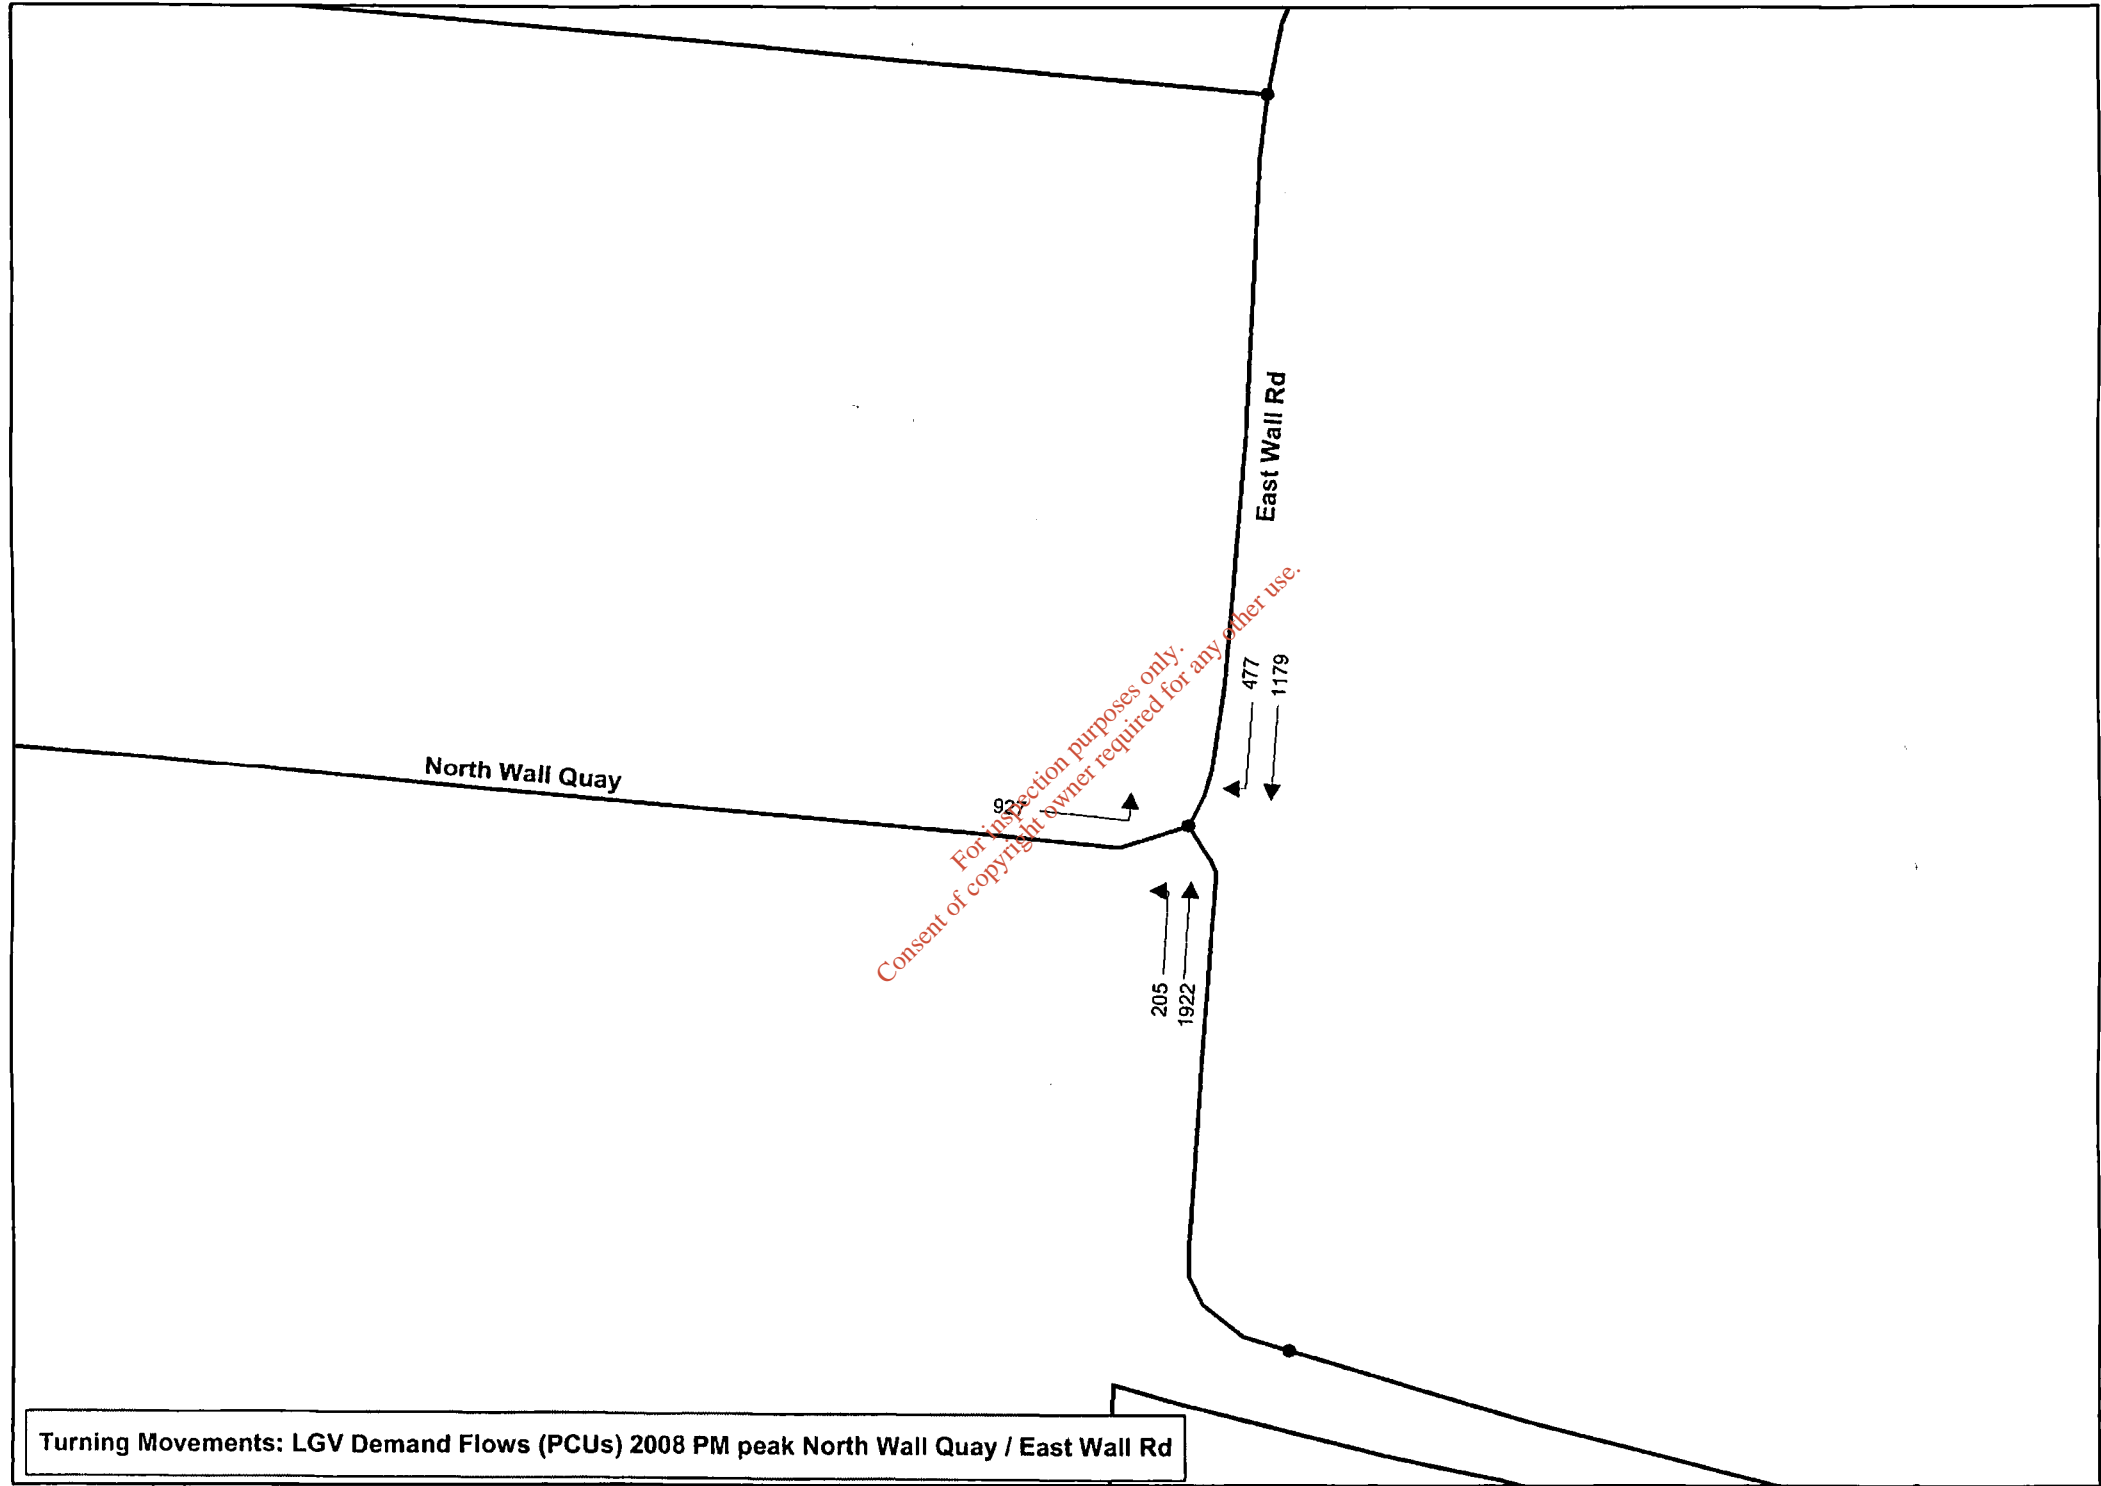 East Wall Rd
477
1179
North Wall Quay
927
205
1922
For inspection purposes only.
Consent of copyright owner required for any other use.
Turning Movements: LGV Demand Flows (PCUs) 2008 PM peak North Wall Quay / East Wall Rd